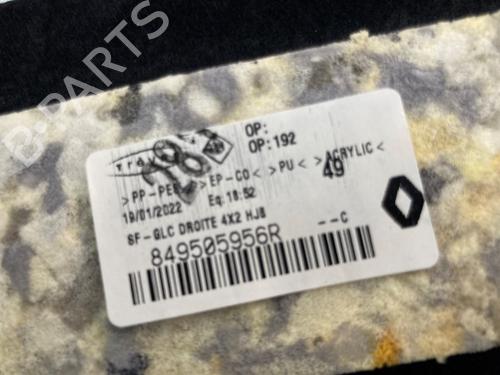 B-PARTS
OP:
OP:192
>PP-PE >EP-CO< >PU< >ACRYLIC<
19/01/2022 Eq.18:52 49
SF-GLC DROITE 4X2 HJB
849505956R --C